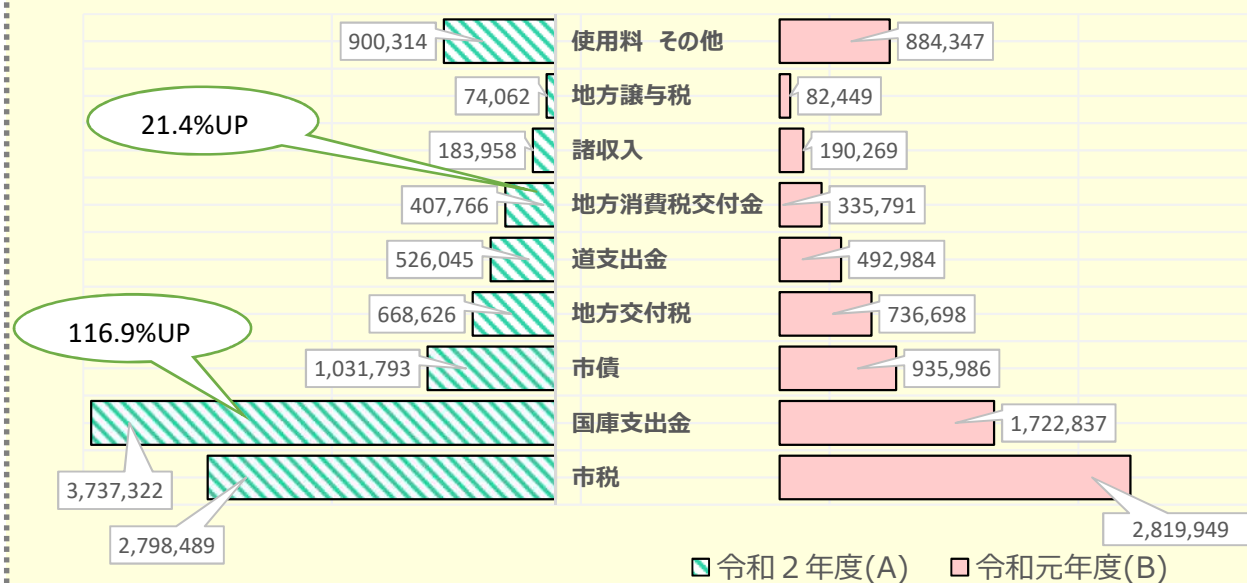 900,314 使用料 その他 884,347
74,062 地方譲与税 82,449
21.4%UP
183,958 諸収入 190,269
407,766 地方消費税交付金 335,791
526,045 道支出金 492,984
668,626 地方交付税 736,698
116.9%UP
1,031,793 市債 935,986
国庫支出金 1,722,837
3,737,322 市税
2,798,489 2,819,949
令和2年度(A) 令和元年度(B)